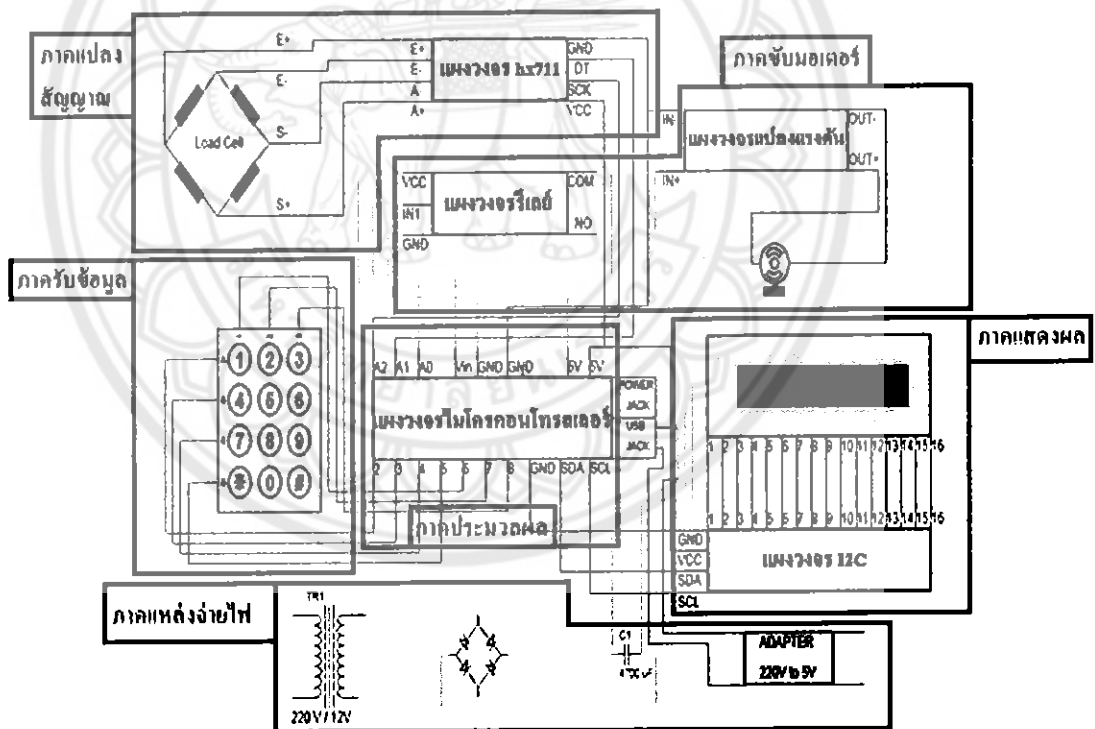 ภาคแปลง
สัญญาณ
E+
E-
S-
S+
Load Cell
E+
E-
A-
A+
แผงวงจร hx711
GND
DT
SCK
VCC
ภาคขับมอเตอร์
IN-
IN+
แผงวงจรแปลงแรงดัน
OUT-
OUT+
VCC
IN1
GND
แผงวงจรรีเลย์
COM
NO
ภาครับข้อมูล
1 2 3
4 5 6
7 8 9
* 0 #
A2 A1 A0 Vin GND GND 5V 5V
แผงวงจรไมโครคอนโทรลเลอร์
POWER
JACK
USB
JACK
2 3 4 5 6 7 8 GND SDA SCL
ภาคประมวลผล
ภาคแสดงผล
1 2 3 4 5 6 7 8 9 10 11 12 13 14 15 16
1 2 3 4 5 6 7 8 9 10 11 12 13 14 15 16
GND
VCC
SDA
SCL
แผงวงจร I2C
ภาคแหล่งจ่ายไฟ
TR1
220V/12V
C1
4700 uF
ADAPTER
220V to 5V